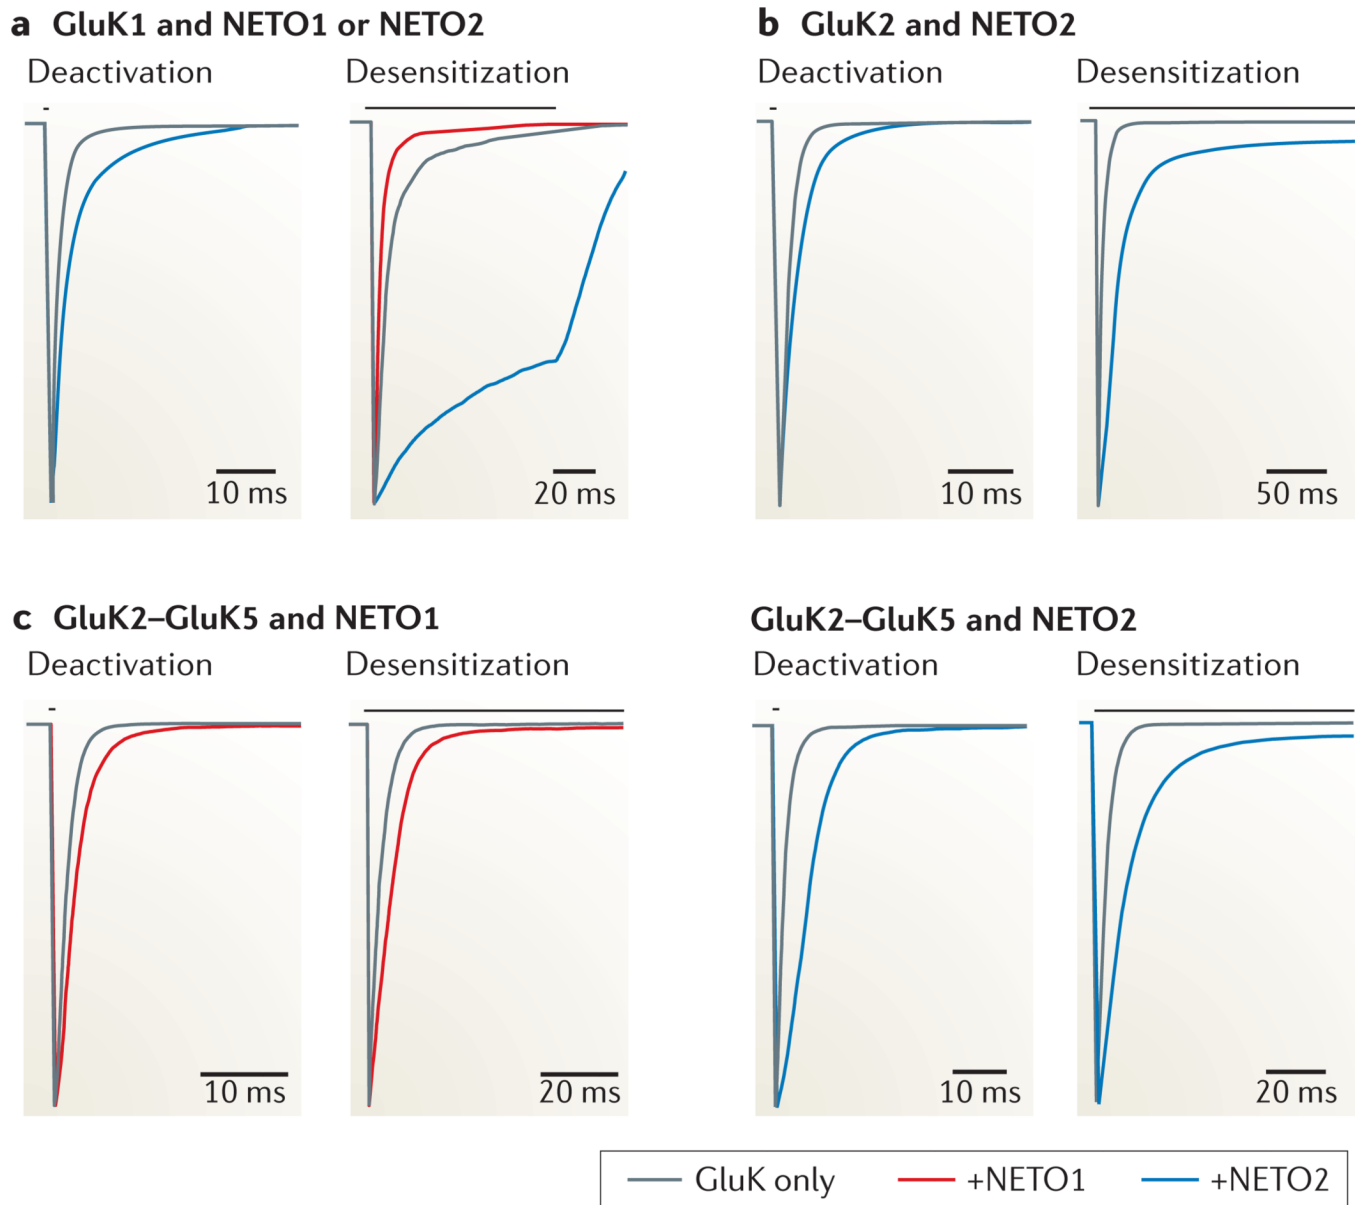 a GluK1 and NETO1 or NETO2
Deactivation
Desensitization
10 ms
20 ms
b GluK2 and NETO2
Deactivation
Desensitization
10 ms
50 ms
c GluK2–GluK5 and NETO1
Deactivation
Desensitization
10 ms
20 ms
GluK2–GluK5 and NETO2
Deactivation
Desensitization
10 ms
20 ms
GluK only
+NETO1
+NETO2